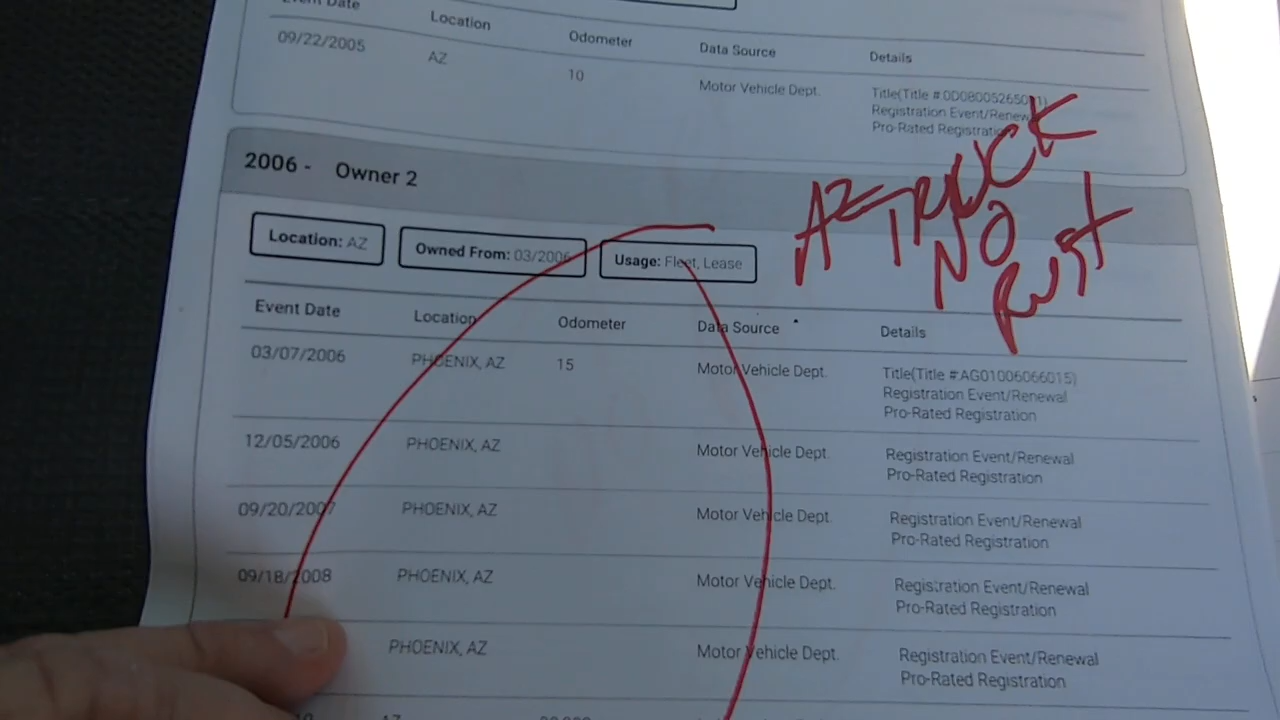 Event Date Location Odometer Data Source Details
09/22/2005 AZ 10 Motor Vehicle Dept. Title(Title #:
Registration Event/Renew
Pro-Rated Registration
AZ TRUCK
NO
RUST
2006 - Owner 2
Location: AZ Owned From: 03/2006 Usage: Fleet, Lease
Event Date Location Odometer Data Source Details
03/07/2006 PHOENIX, AZ 15 Motor Vehicle Dept. Title(Title #:AG01006066015)
Registration Event/Renewal
Pro-Rated Registration
12/05/2006 PHOENIX, AZ Motor Vehicle Dept. Registration Event/Renewal
Pro-Rated Registration
09/20/2007 PHOENIX, AZ Motor Vehicle Dept. Registration Event/Renewal
Pro-Rated Registration
09/18/2008 PHOENIX, AZ Motor Vehicle Dept. Registration Event/Renewal
Pro-Rated Registration
PHOENIX, AZ Motor Vehicle Dept. Registration Event/Renewal
Pro-Rated Registration